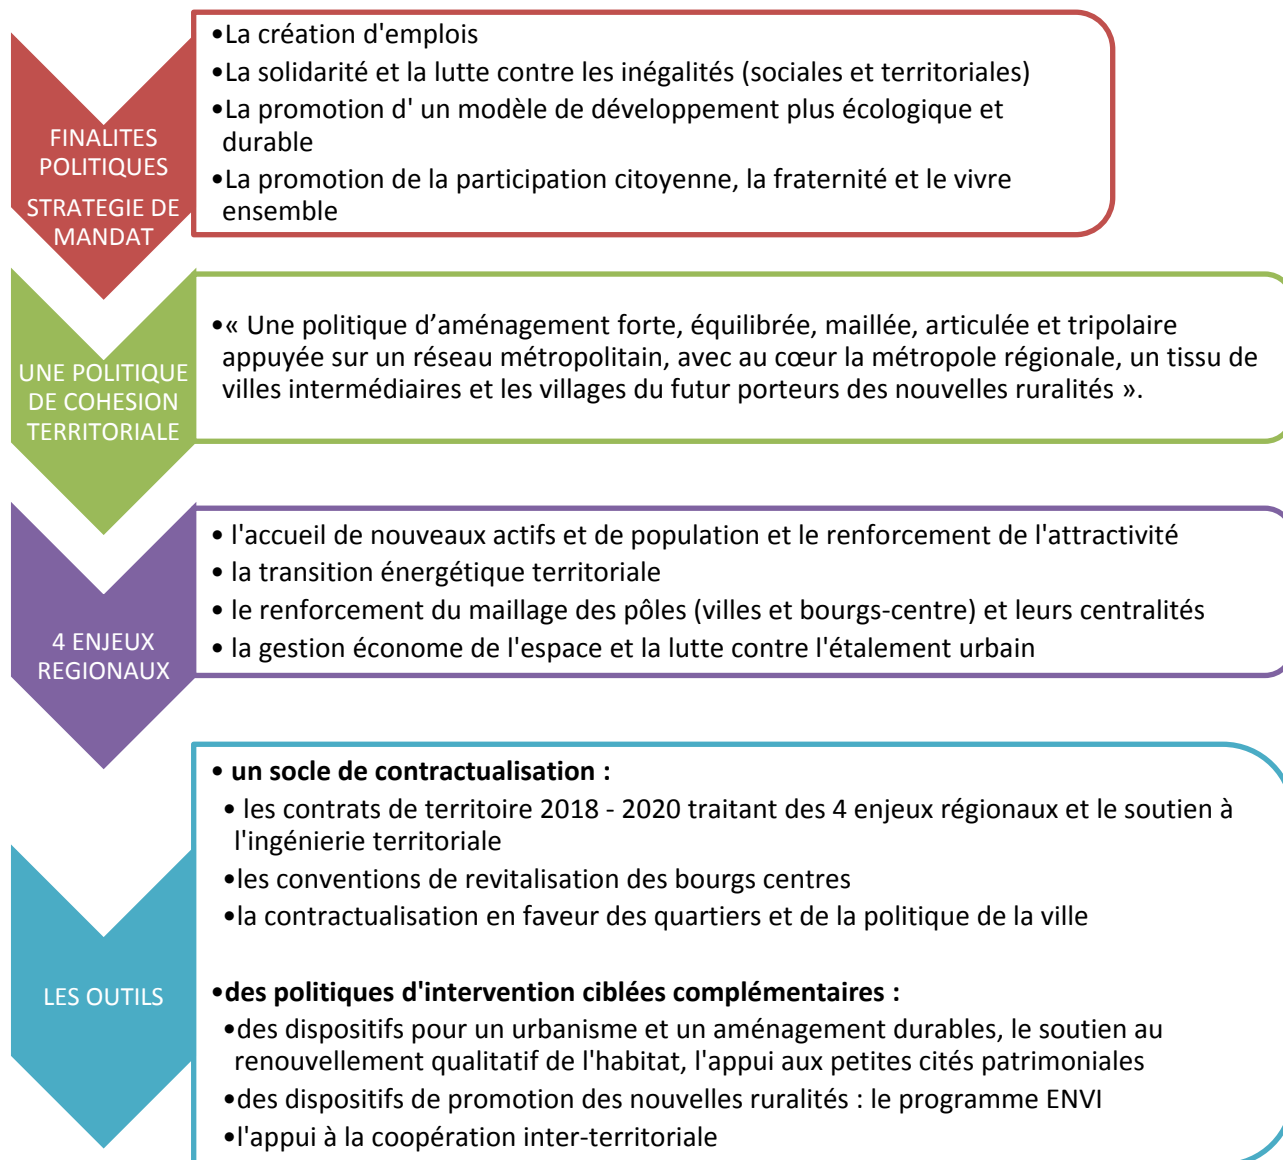 FINALITES
POLITIQUES
STRATEGIE DE
MANDAT
•La création d'emplois
•La solidarité et la lutte contre les inégalités (sociales et territoriales)
•La promotion d' un modèle de développement plus écologique et
durable
•La promotion de la participation citoyenne, la fraternité et le vivre
ensemble
UNE POLITIQUE
DE COHESION
TERRITORIALE
•« Une politique d’aménagement forte, équilibrée, maillée, articulée et tripolaire
appuyée sur un réseau métropolitain, avec au cœur la métropole régionale, un tissu de
villes intermédiaires et les villages du futur porteurs des nouvelles ruralités ».
4 ENJEUX
REGIONAUX
• l'accueil de nouveaux actifs et de population et le renforcement de l'attractivité
• la transition énergétique territoriale
• le renforcement du maillage des pôles (villes et bourgs-centre) et leurs centralités
• la gestion économe de l'espace et la lutte contre l'étalement urbain
LES OUTILS
• un socle de contractualisation :
• les contrats de territoire 2018 - 2020 traitant des 4 enjeux régionaux et le soutien à
l'ingénierie territoriale
•les conventions de revitalisation des bourgs centres
•la contractualisation en faveur des quartiers et de la politique de la ville
•des politiques d'intervention ciblées complémentaires :
•des dispositifs pour un urbanisme et un aménagement durables, le soutien au
renouvellement qualitatif de l'habitat, l'appui aux petites cités patrimoniales
•des dispositifs de promotion des nouvelles ruralités : le programme ENVI
•l'appui à la coopération inter-territoriale